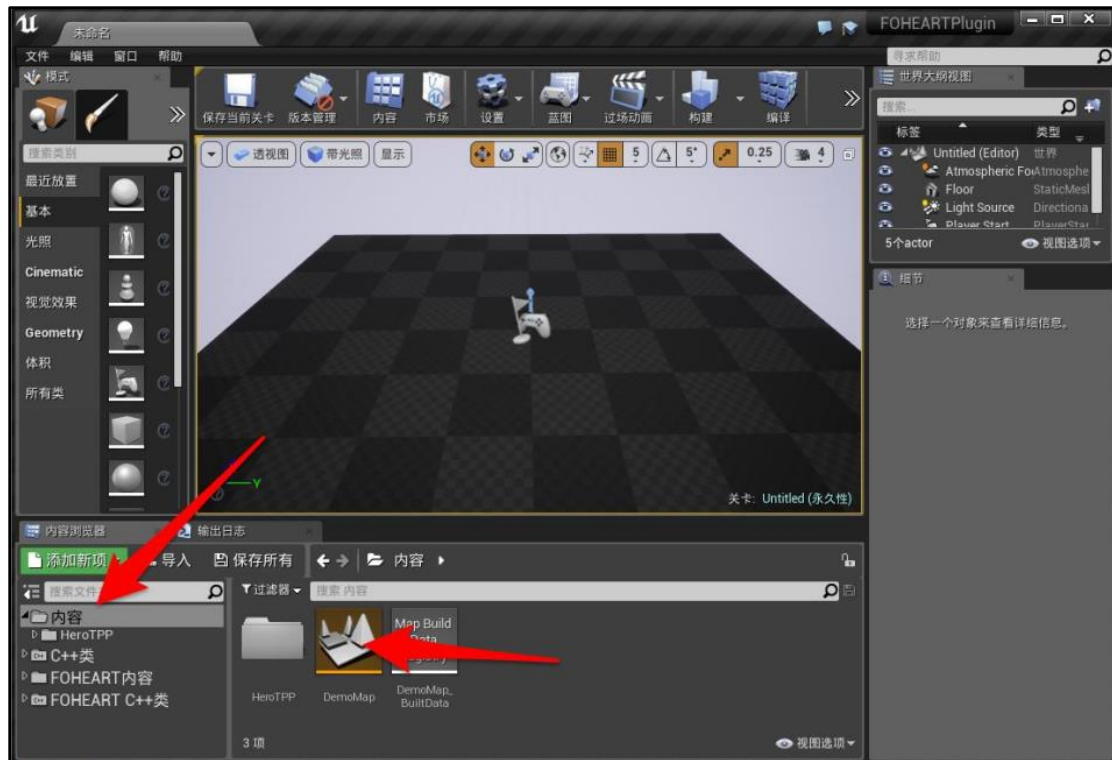 未命名
FOHEARTPlugin
文件 编辑 窗口 帮助
寻求帮助
模式
世界大纲视图
保存当前关卡 版本管理 内容 市场 设置 蓝图 过场动画 构建 编译
搜索...
标签 类型
搜索类别
透视图 带光照 显示 5 5° 0.25 4
Untitled (Editor) 世界
最近放置
Atmospheric Fo Atmosphe
基本
Floor StaticMesl
Light Source Directiona
Player Start PlayerStar
光照
5个actor 视图选项
Cinematic
细节
视觉效果
选择一个对象来查看详细信息。
Geometry
体积
所有类
Y
关卡: Untitled (永久性)
内容浏览器 输出日志
添加新项 导入 保存所有 内容
搜索文件 过滤器 搜索 内容
内容
HeroTPP
C++类
FOHEART内容
FOHEART C++类
Map Build
Data
HeroTPP DemoMap DemoMap_
BuiltData
3 项 视图选项